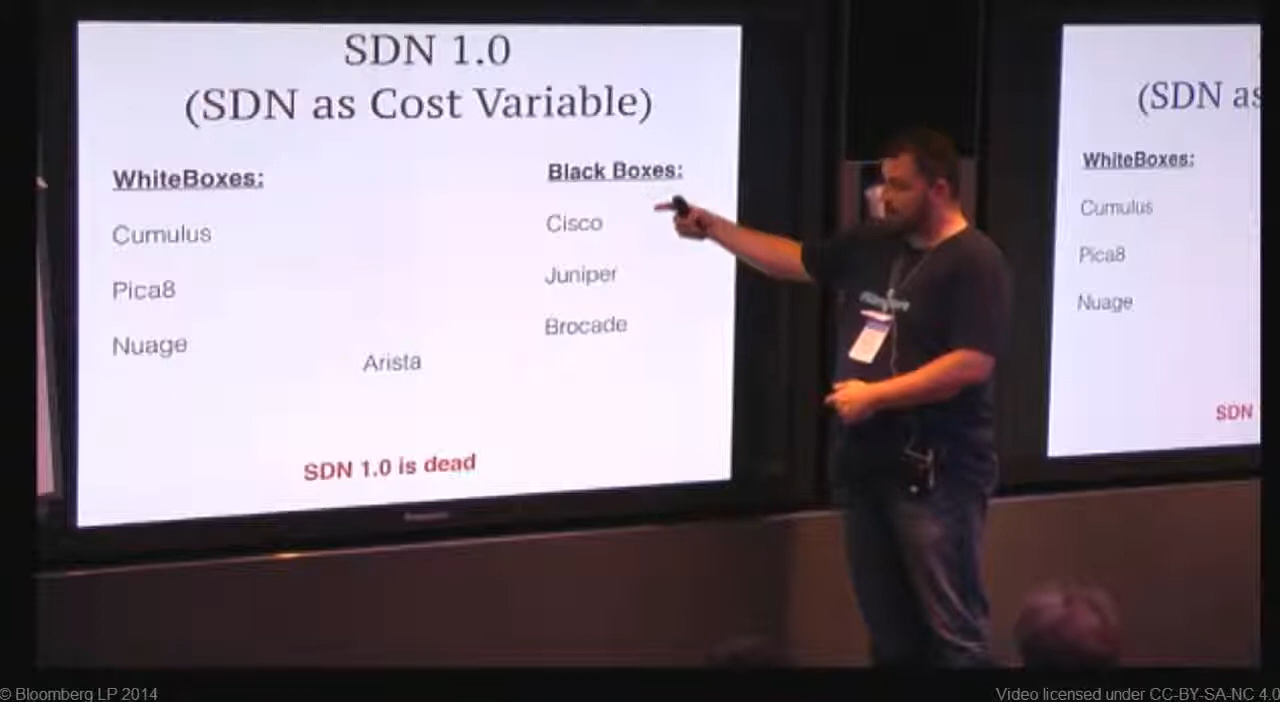 SDN 1.0
(SDN as Cost Variable)
WhiteBoxes:
Cumulus
Pica8
Nuage
Arista
Black Boxes:
Cisco
Juniper
Brocade
SDN 1.0 is dead
(SDN as
WhiteBoxes:
Cumulus
Pica8
Nuage
SDN
© Bloomberg LP 2014
Video licensed under CC-BY-SA-NC 4.0